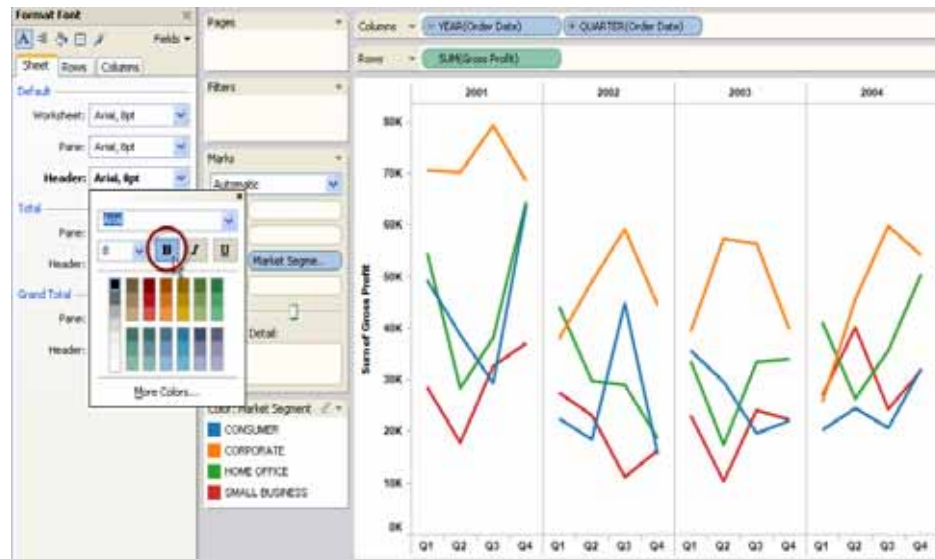 Format Font
Fields
Sheet Rows Columns
Default
Worksheet: Arial, 8pt
Pane: Arial, 8pt
Header: Arial, 8pt
Total
Pane:
Header:
Grand Total
Pane:
Header:
Arial
8 B I U
More Colors...
Pages
Filters
Marks
Automatic
Market Segme...
Detail:
Color: Market Segment
CONSUMER
CORPORATE
HOME OFFICE
SMALL BUSINESS
Columns YEAR(Order Date) QUARTER(Order Date)
Rows SUM(Gross Profit)
2001 2002 2003 2004
Sum of Gross Profit
80K
70K
60K
50K
40K
30K
20K
10K
0K
Q1 Q2 Q3 Q4 Q1 Q2 Q3 Q4 Q1 Q2 Q3 Q4 Q1 Q2 Q3 Q4